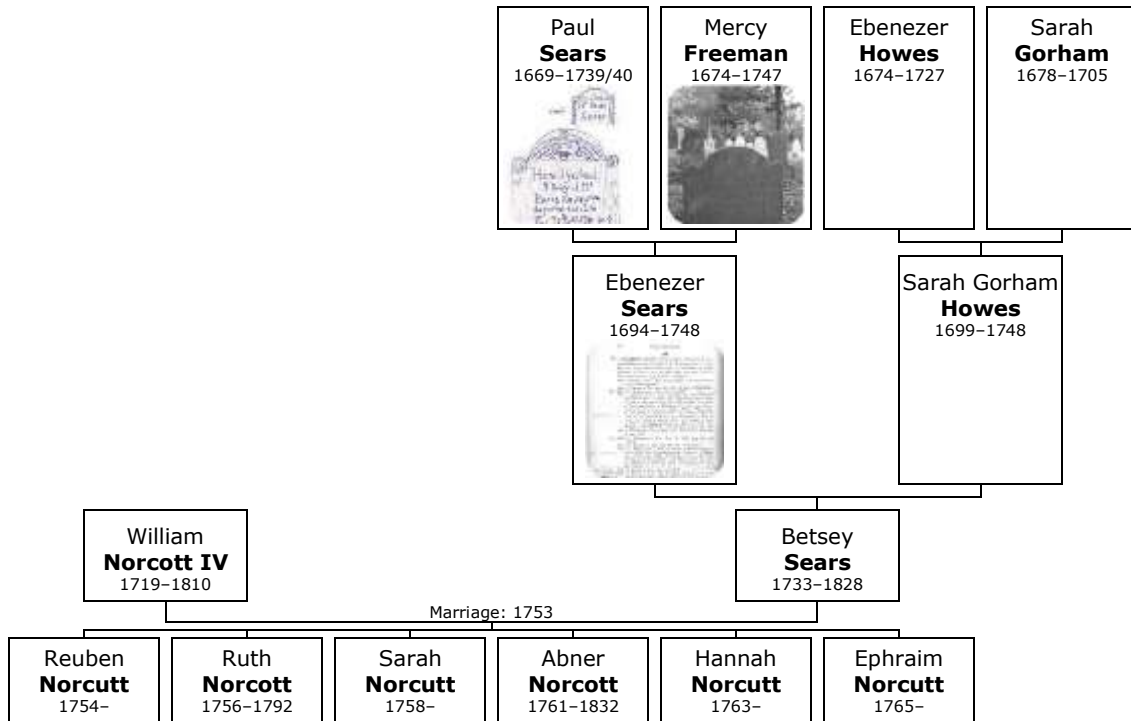 Paul
Sears
1669–1739/40
Mercy
Freeman
1674–1747
Ebenezer
Howes
1674–1727
Sarah
Gorham
1678–1705
Ebenezer
Sears
1694–1748
Sarah Gorham
Howes
1699–1748
William
Norcott IV
1719–1810
Betsey
Sears
1733–1828
Marriage: 1753
Reuben
Norcutt
1754–
Ruth
Norcott
1756–1792
Sarah
Norcutt
1758–
Abner
Norcott
1761–1832
Hannah
Norcutt
1763–
Ephraim
Norcutt
1765–